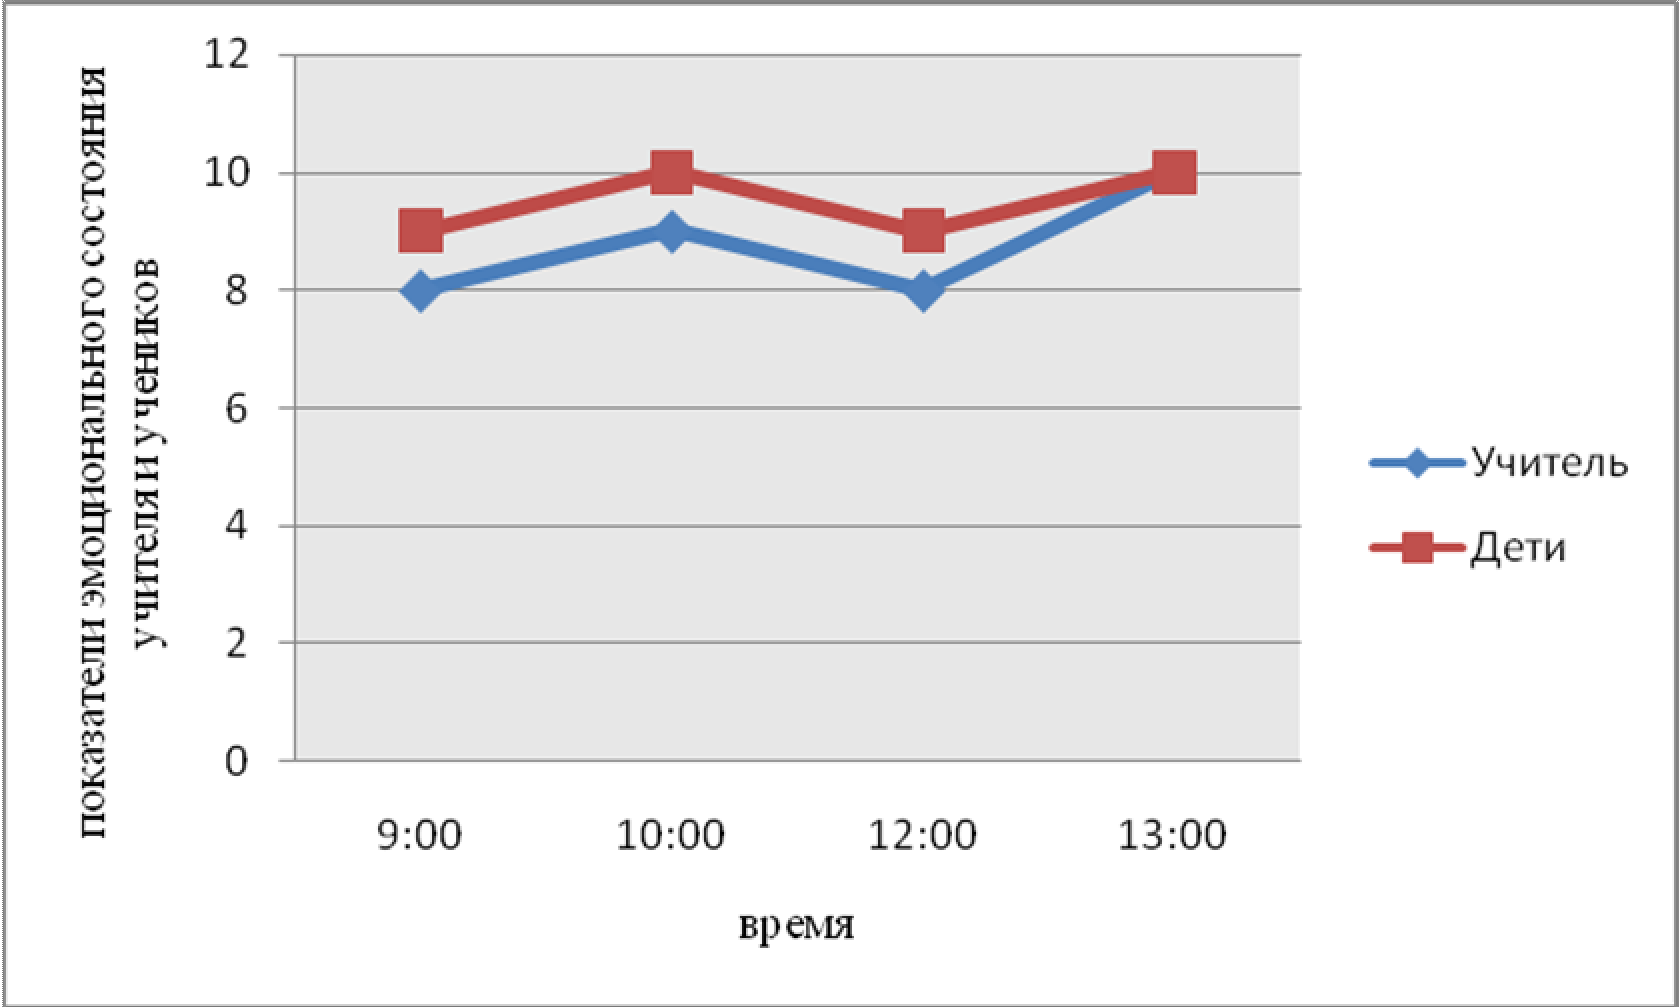 показатели эмоционального состояния
учителя и учеников
12
10
8
6
4
2
0
9:00 10:00 12:00 13:00
время
Учитель
Дети